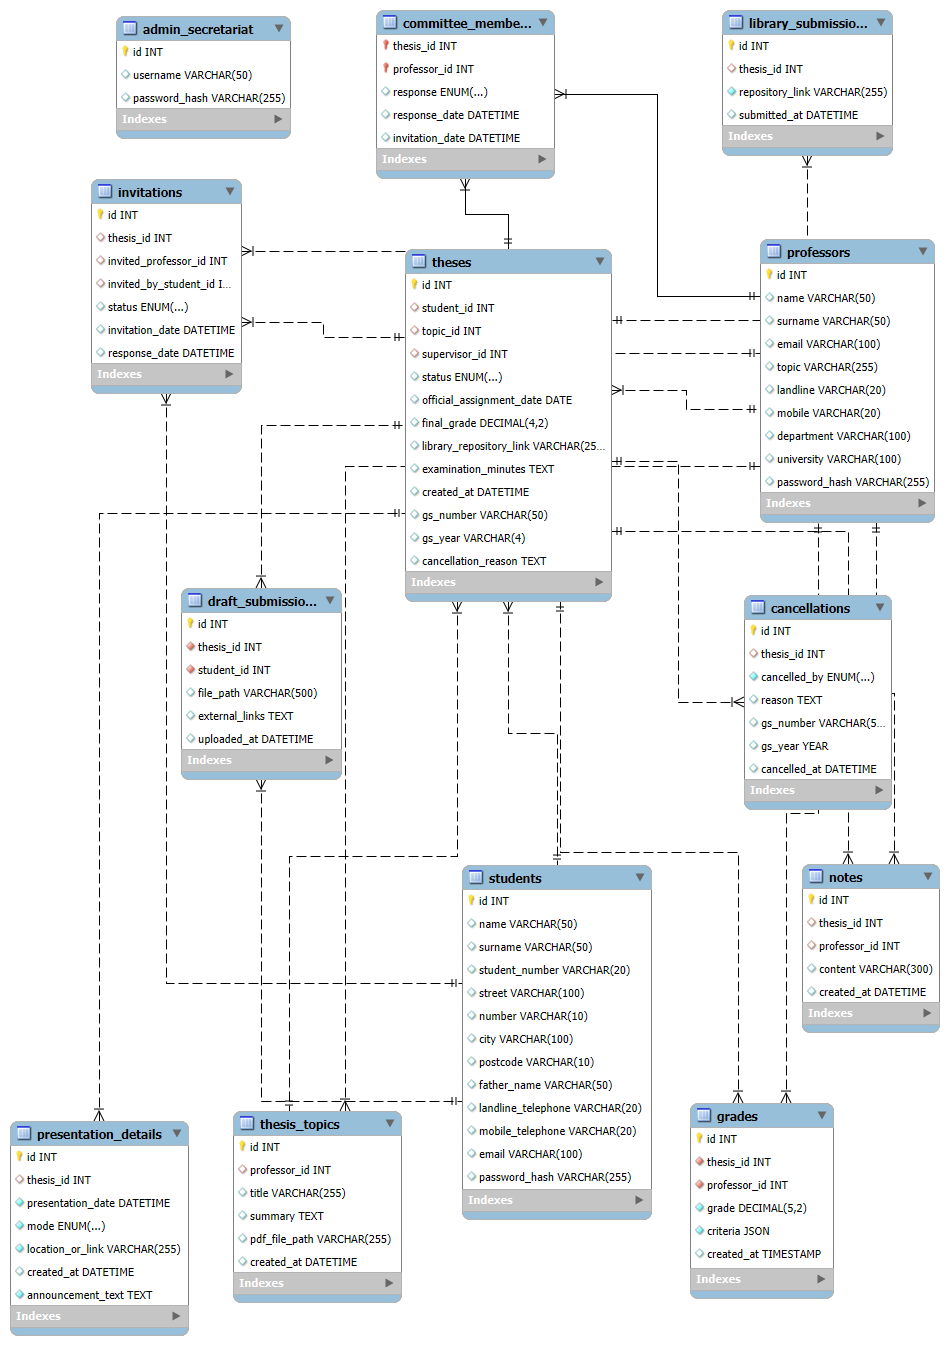 admin_secretariat
id INT
username VARCHAR(50)
password_hash VARCHAR(255)
Indexes
committee_membe...
thesis_id INT
professor_id INT
response ENUM(...)
response_date DATETIME
invitation_date DATETIME
Indexes
library_submissio...
id INT
thesis_id INT
repository_link VARCHAR(255)
submitted_at DATETIME
Indexes
invitations
id INT
thesis_id INT
invited_professor_id INT
invited_by_student_id I...
status ENUM(...)
invitation_date DATETIME
response_date DATETIME
Indexes
theses
id INT
student_id INT
topic_id INT
supervisor_id INT
status ENUM(...)
official_assignment_date DATE
final_grade DECIMAL(4,2)
library_repository_link VARCHAR(25...
examination_minutes TEXT
created_at DATETIME
gs_number VARCHAR(50)
gs_year VARCHAR(4)
cancellation_reason TEXT
Indexes
professors
id INT
name VARCHAR(50)
surname VARCHAR(50)
email VARCHAR(100)
topic VARCHAR(255)
landline VARCHAR(20)
mobile VARCHAR(20)
department VARCHAR(100)
university VARCHAR(100)
password_hash VARCHAR(255)
Indexes
draft_submissio...
id INT
thesis_id INT
student_id INT
file_path VARCHAR(500)
external_links TEXT
uploaded_at DATETIME
Indexes
cancellations
id INT
thesis_id INT
cancelled_by ENUM(...)
reason TEXT
gs_number VARCHAR(5...
gs_year YEAR
cancelled_at DATETIME
Indexes
students
id INT
name VARCHAR(50)
surname VARCHAR(50)
student_number VARCHAR(20)
street VARCHAR(100)
number VARCHAR(10)
city VARCHAR(100)
postcode VARCHAR(10)
father_name VARCHAR(50)
landline_telephone VARCHAR(20)
mobile_telephone VARCHAR(20)
email VARCHAR(100)
password_hash VARCHAR(255)
Indexes
notes
id INT
thesis_id INT
professor_id INT
content VARCHAR(300)
created_at DATETIME
Indexes
presentation_details
id INT
thesis_id INT
presentation_date DATETIME
mode ENUM(...)
location_or_link VARCHAR(255)
created_at DATETIME
announcement_text TEXT
Indexes
thesis_topics
id INT
professor_id INT
title VARCHAR(255)
summary TEXT
pdf_file_path VARCHAR(255)
created_at DATETIME
Indexes
grades
id INT
thesis_id INT
professor_id INT
grade DECIMAL(5,2)
criteria JSON
created_at TIMESTAMP
Indexes